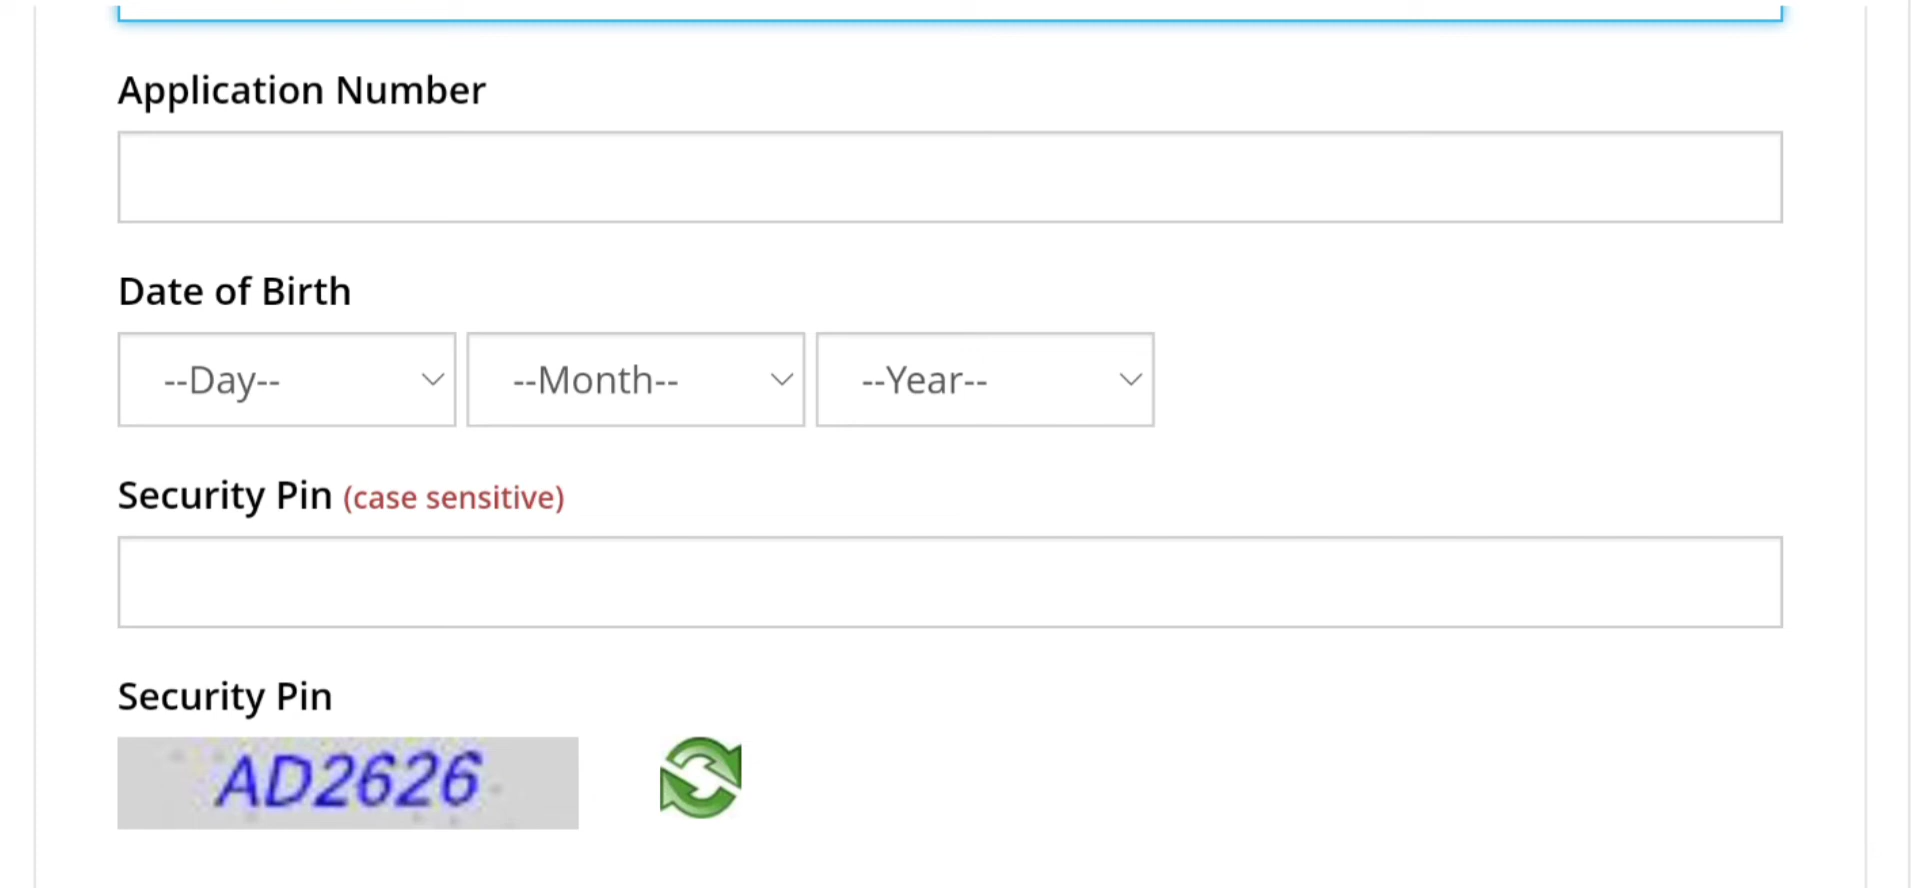 Application Number
Date of Birth
--Day-- --Month-- --Year--
Security Pin (case sensitive)
Security Pin
AD2626